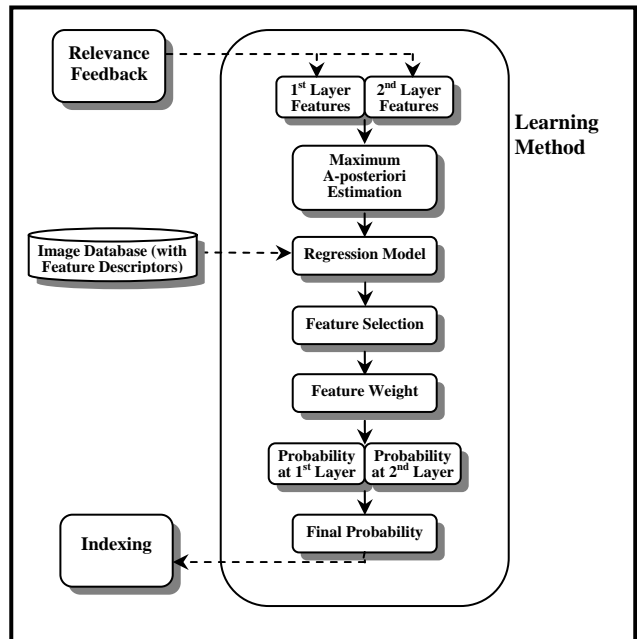 Relevance
Feedback
1st Layer
Features
2nd Layer
Features
Learning
Method
Maximum
A-posteriori
Estimation
Image Database (with
Feature Descriptors)
Regression Model
Feature Selection
Feature Weight
Probability
at 1st Layer
Probability
at 2nd Layer
Indexing
Final Probability